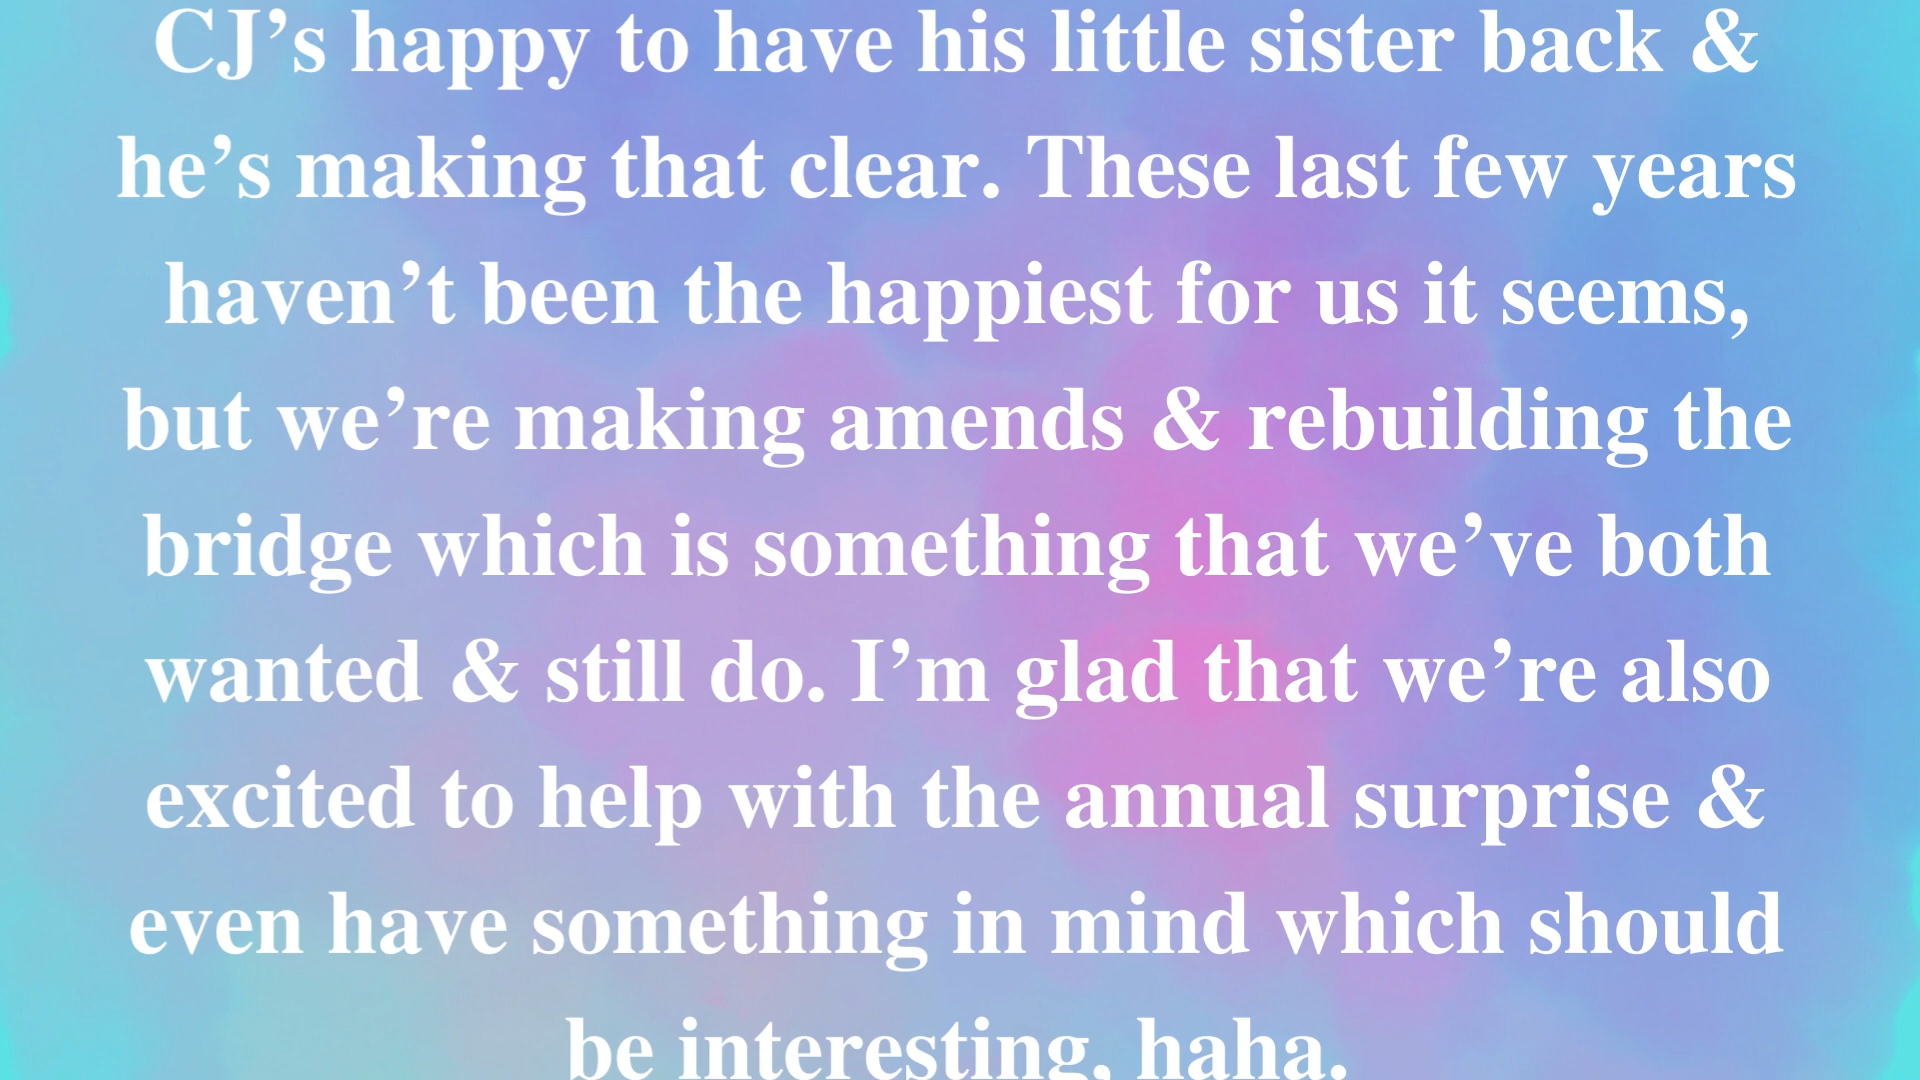 CJ’s happy to have his little sister back &
he’s making that clear. These last few years
haven’t been the happiest for us it seems,
but we’re making amends & rebuilding the
bridge which is something that we’ve both
wanted & still do. I’m glad that we’re also
excited to help with the annual surprise &
even have something in mind which should
be interesting, haha.